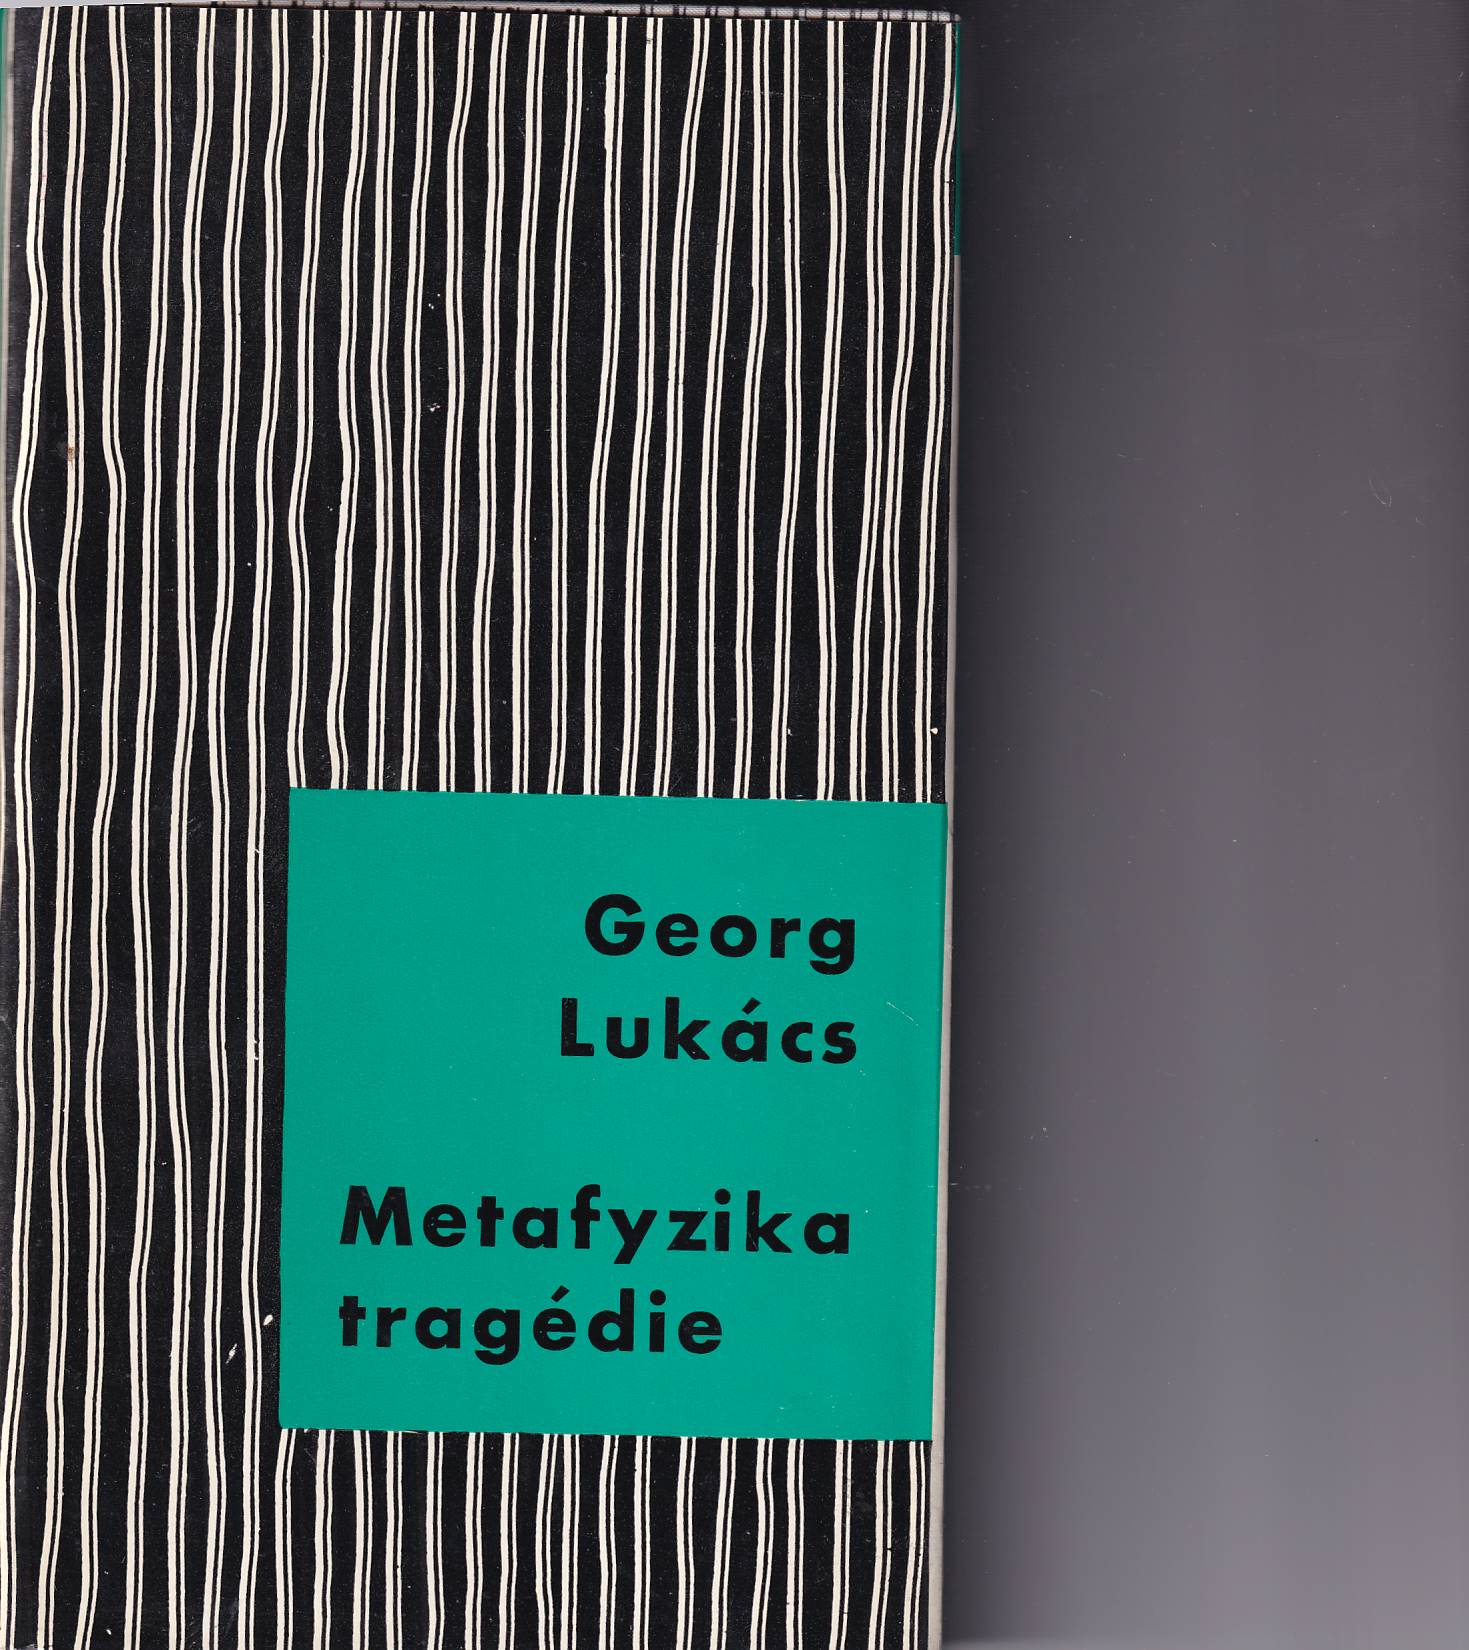 Georg
Lukács
Metafyzika
tragédie